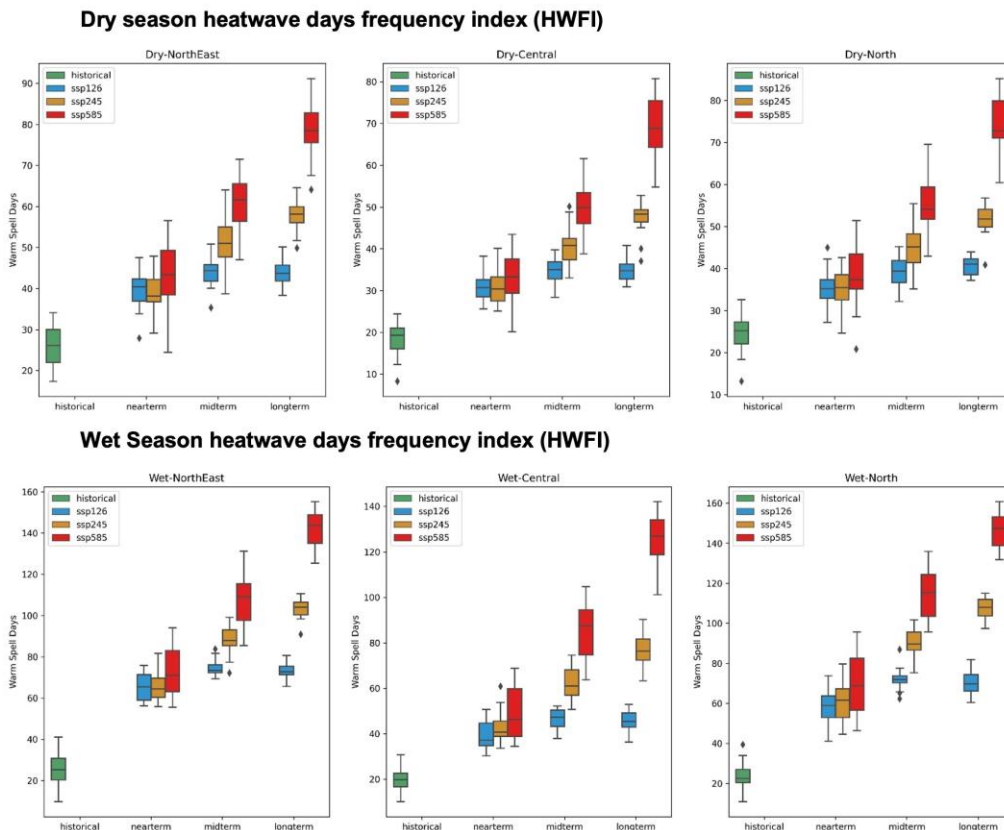 Dry season heatwave days frequency index (HWFI)
Dry-NorthEast
historical
ssp126
ssp245
ssp585
Warm Spell Days
90
80
70
60
50
40
30
20
historical nearterm midterm longterm
Dry-Central
historical
ssp126
ssp245
ssp585
Warm Spell Days
80
70
60
50
40
30
20
10
historical nearterm midterm longterm
Dry-North
historical
ssp126
ssp245
ssp585
Warm Spell Days
80
70
60
50
40
30
20
10
historical nearterm midterm longterm
Wet Season heatwave days frequency index (HWFI)
Wet-NorthEast
historical
ssp126
ssp245
ssp585
Warm Spell Days
160
140
120
100
80
60
40
20
historical nearterm midterm longterm
Wet-Central
historical
ssp126
ssp245
ssp585
Warm Spell Days
140
120
100
80
60
40
20
historical nearterm midterm longterm
Wet-North
historical
ssp126
ssp245
ssp585
Warm Spell Days
160
140
120
100
80
60
40
20
historical nearterm midterm longterm